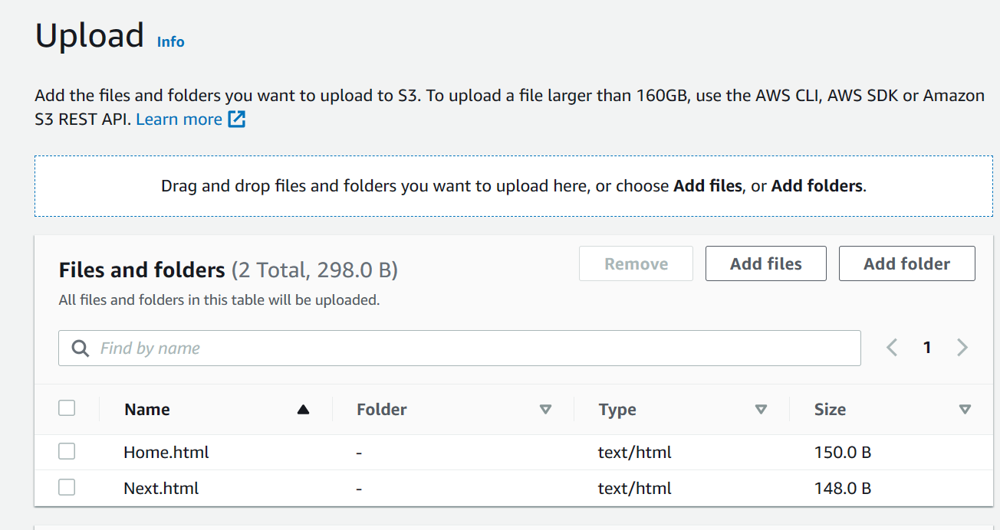 Upload Info
Add the files and folders you want to upload to S3. To upload a file larger than 160GB, use the AWS CLI, AWS SDK or Amazon
S3 REST API. Learn more
Drag and drop files and folders you want to upload here, or choose Add files, or Add folders.
Files and folders (2 Total, 298.0 B)
Remove Add files Add folder
All files and folders in this table will be uploaded.
Find by name 1
Name Folder Type Size
Home.html - text/html 150.0 B
Next.html - text/html 148.0 B